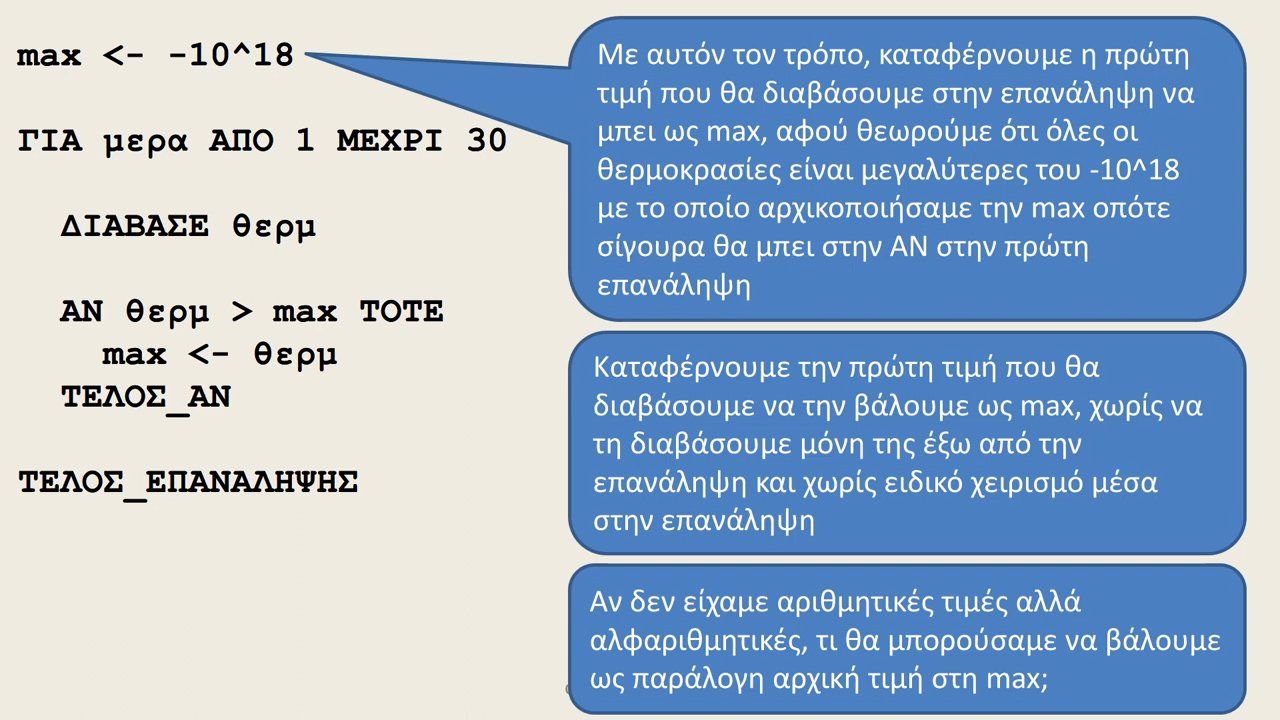 max <- -10^18
ΓΙΑ μερα ΑΠΟ 1 ΜΕΧΡΙ 30
ΔΙΑΒΑΣΕ θερμ
ΑΝ θερμ > max ΤΟΤΕ
max <- θερμ
ΤΕΛΟΣ_ΑΝ
ΤΕΛΟΣ_ΕΠΑΝΑΛΗΨΗΣ
Με αυτόν τον τρόπο, καταφέρνουμε η πρώτη
τιμή που θα διαβάσουμε στην επανάληψη να
μπει ως max, αφού θεωρούμε ότι όλες οι
θερμοκρασίες είναι μεγαλύτερες του -10^18
με το οποίο αρχικοποιήσαμε την max οπότε
σίγουρα θα μπει στην ΑΝ στην πρώτη
επανάληψη
Καταφέρνουμε την πρώτη τιμή που θα
διαβάσουμε να την βάλουμε ως max, χωρίς να
τη διαβάσουμε μόνη της έξω από την
επανάληψη και χωρίς ειδικό χειρισμό μέσα
στην επανάληψη
Αν δεν είχαμε αριθμητικές τιμές αλλά
αλφαριθμητικές, τι θα μπορούσαμε να βάλουμε
ως παράλογη αρχική τιμή στη max;